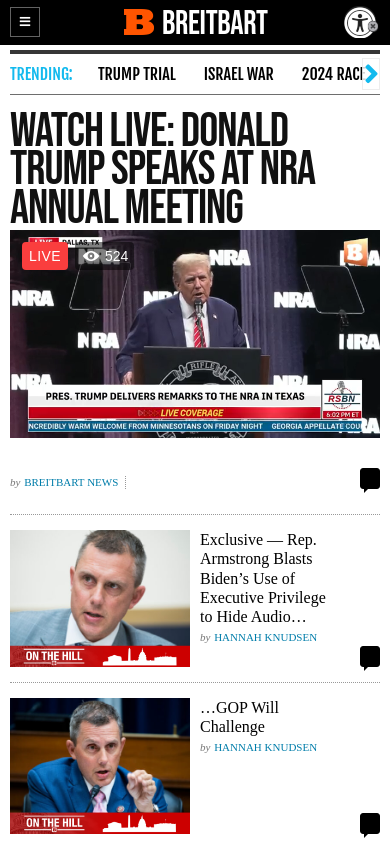 BREITBART
TRENDING: TRUMP TRIAL ISRAEL WAR 2024 RACE
WATCH LIVE: DONALD
TRUMP SPEAKS AT NRA
ANNUAL MEETING
LIVE DALLAS, TX
LIVE 524
NRA
NRA
NRA
NRA
NRA
RIFLE
PRES. TRUMP DELIVERS REMARKS TO THE NRA IN TEXAS
RSBN
LIVE COVERAGE
6:02 PM ET
NCREDIBLY WARM WELCOME FROM MINNESOTANS ON FRIDAY NIGHT GEORGIA APPELLATE COU
by BREITBART NEWS
Exclusive — Rep.
Armstrong Blasts
Biden’s Use of
Executive Privilege
to Hide Audio…
by HANNAH KNUDSEN
ON THE HILL
…GOP Will
Challenge
by HANNAH KNUDSEN
ON THE HILL